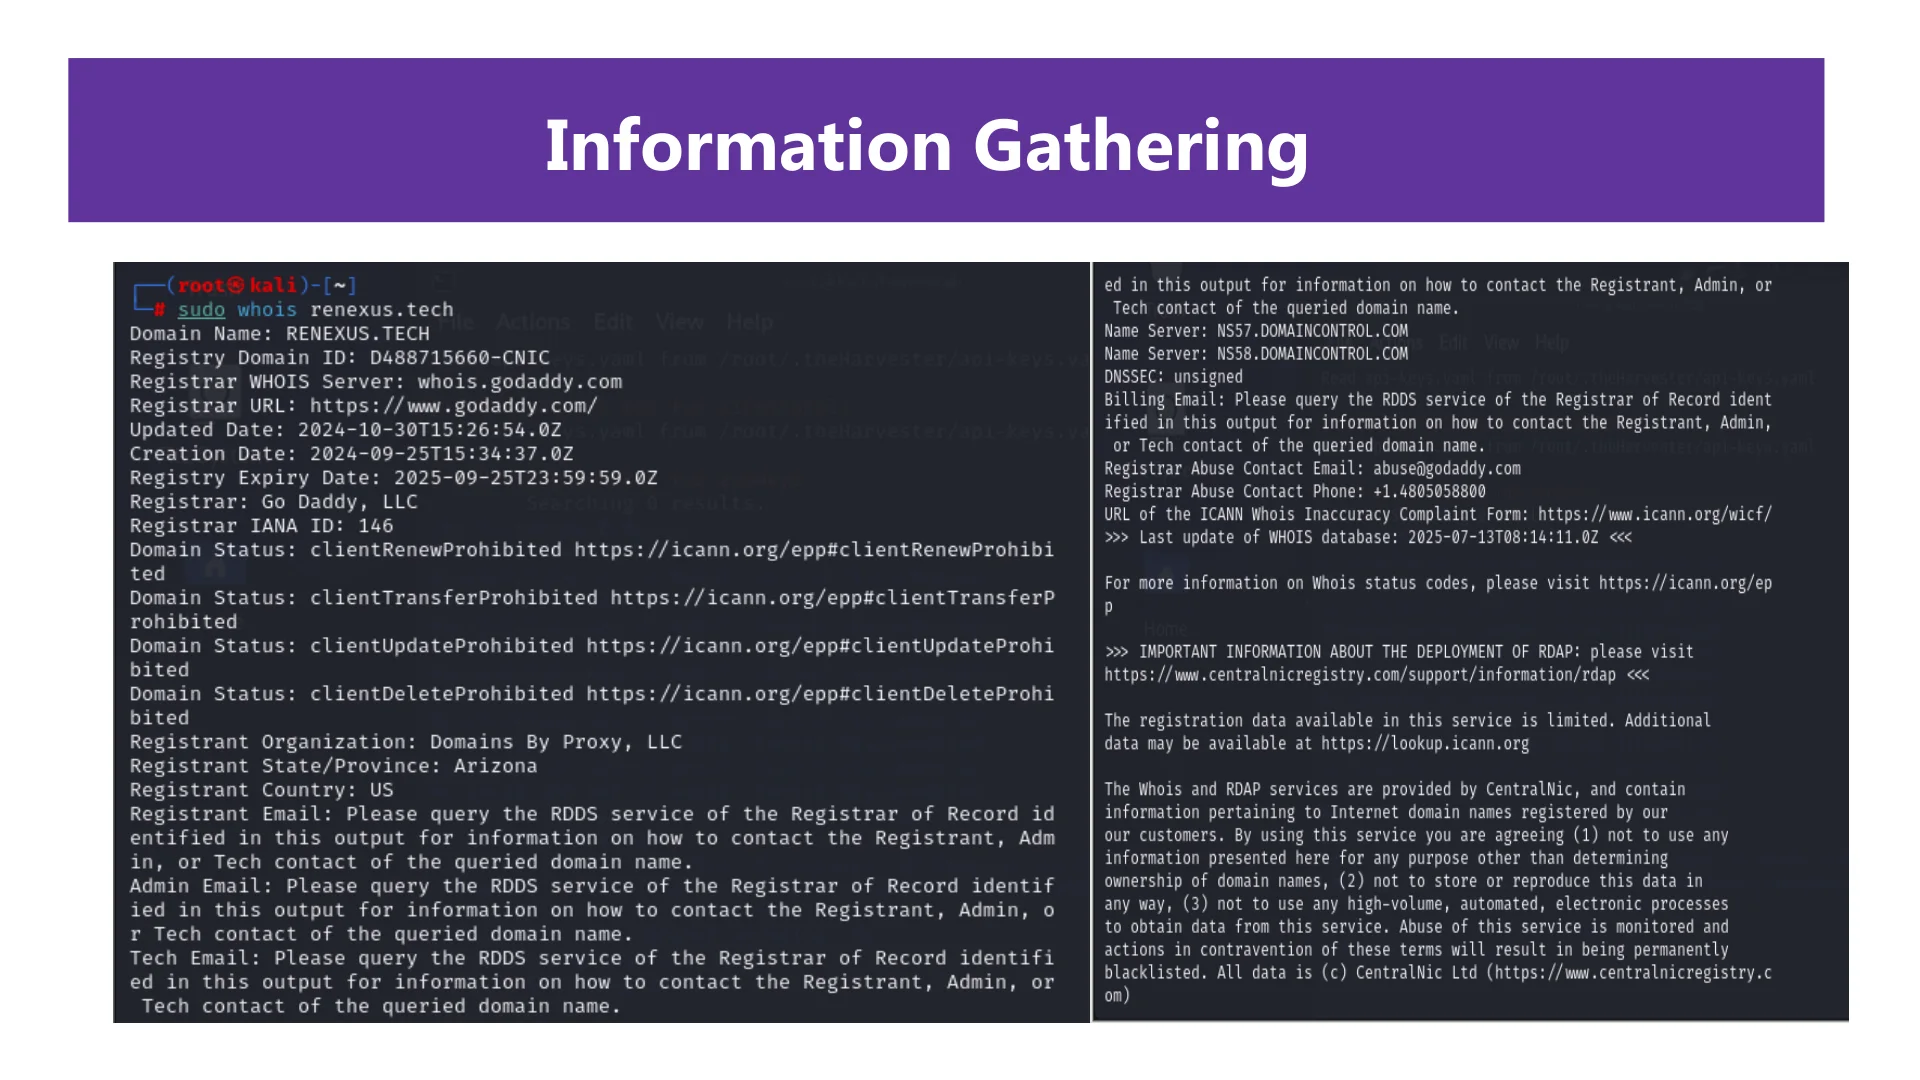 Information Gathering
┌──(root㉿kali)-[~]
└─# sudo whois renexus.tech
Domain Name: RENEXUS.TECH
Registry Domain ID: D488715660-CNIC
Registrar WHOIS Server: whois.godaddy.com
Registrar URL: https://www.godaddy.com/
Updated Date: 2024-10-30T15:26:54.0Z
Creation Date: 2024-09-25T15:34:37.0Z
Registry Expiry Date: 2025-09-25T23:59:59.0Z
Registrar: Go Daddy, LLC
Registrar IANA ID: 146
Domain Status: clientRenewProhibited https://icann.org/epp#clientRenewProhibi
ted
Domain Status: clientTransferProhibited https://icann.org/epp#clientTransferP
rohibited
Domain Status: clientUpdateProhibited https://icann.org/epp#clientUpdateProhi
bited
Domain Status: clientDeleteProhibited https://icann.org/epp#clientDeleteProhi
bited
Registrant Organization: Domains By Proxy, LLC
Registrant State/Province: Arizona
Registrant Country: US
Registrant Email: Please query the RDDS service of the Registrar of Record id
entified in this output for information on how to contact the Registrant, Adm
in, or Tech contact of the queried domain name.
Admin Email: Please query the RDDS service of the Registrar of Record identif
ied in this output for information on how to contact the Registrant, Admin, o
r Tech contact of the queried domain name.
Tech Email: Please query the RDDS service of the Registrar of Record identifi
ed in this output for information on how to contact the Registrant, Admin, or
Tech contact of the queried domain name.
ed in this output for information on how to contact the Registrant, Admin, or
Tech contact of the queried domain name.
Name Server: NS57.DOMAINCONTROL.COM
Name Server: NS58.DOMAINCONTROL.COM
DNSSEC: unsigned
Billing Email: Please query the RDDS service of the Registrar of Record ident
ified in this output for information on how to contact the Registrant, Admin,
or Tech contact of the queried domain name.
Registrar Abuse Contact Email: abuse@godaddy.com
Registrar Abuse Contact Phone: +1.4805058800
URL of the ICANN Whois Inaccuracy Complaint Form: https://www.icann.org/wicf/
>>> Last update of WHOIS database: 2025-07-13T08:14:11.0Z <<<
For more information on Whois status codes, please visit https://icann.org/ep
p
>>> IMPORTANT INFORMATION ABOUT THE DEPLOYMENT OF RDAP: please visit
https://www.centralnicregistry.com/support/information/rdap <<<
The registration data available in this service is limited. Additional
data may be available at https://lookup.icann.org
The Whois and RDAP services are provided by CentralNic, and contain
information pertaining to Internet domain names registered by our
our customers. By using this service you are agreeing (1) not to use any
information presented here for any purpose other than determining
ownership of domain names, (2) not to store or reproduce this data in
any way, (3) not to use any high-volume, automated, electronic processes
to obtain data from this service. Abuse of this service is monitored and
actions in contravention of these terms will result in being permanently
blacklisted. All data is (c) CentralNic Ltd (https://www.centralnicregistry.c
om)